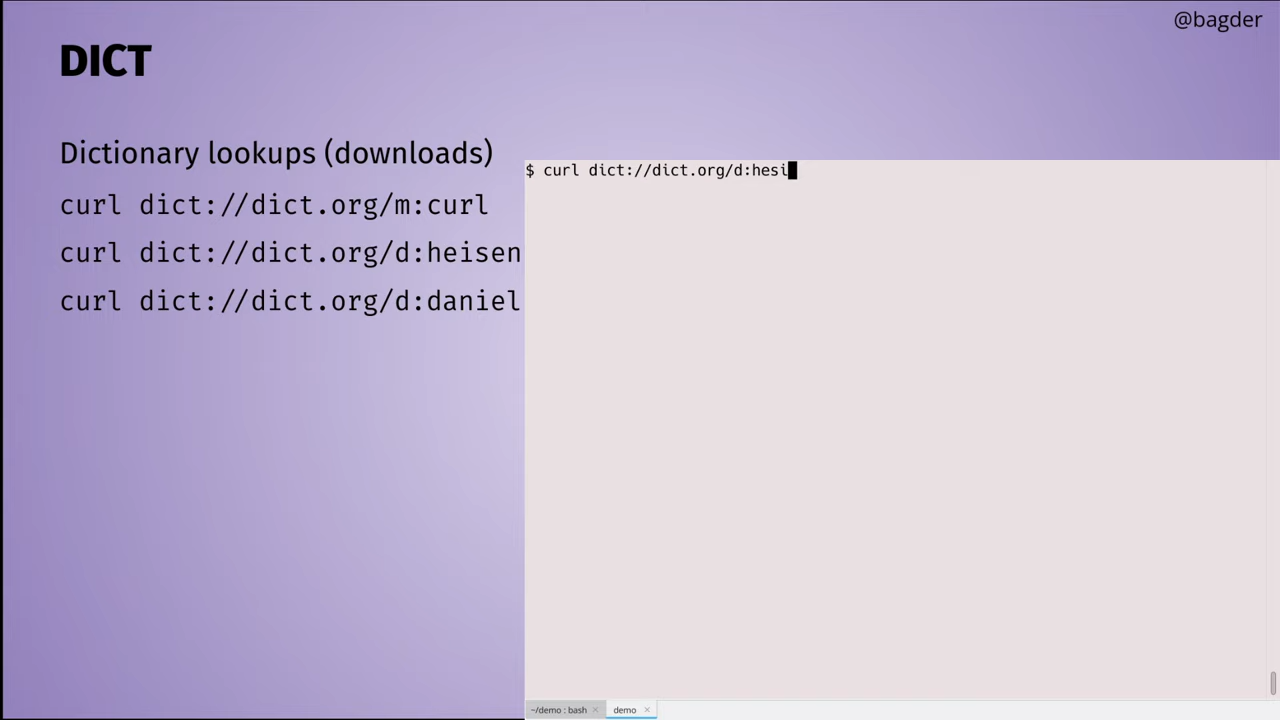 @bagder
DICT
Dictionary lookups (downloads)
$ curl dict://dict.org/d:hesi
curl dict://dict.org/m:curl
curl dict://dict.org/d:heisen
curl dict://dict.org/d:daniel
~/demo : bash
demo